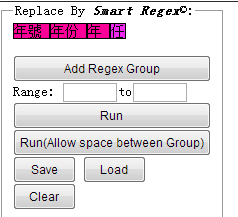 Replace By Smart Regex©:
年號 年份 年 任
Add Regex Group
Range: to
Run
Run(Allow space between Group)
Save Load
Clear